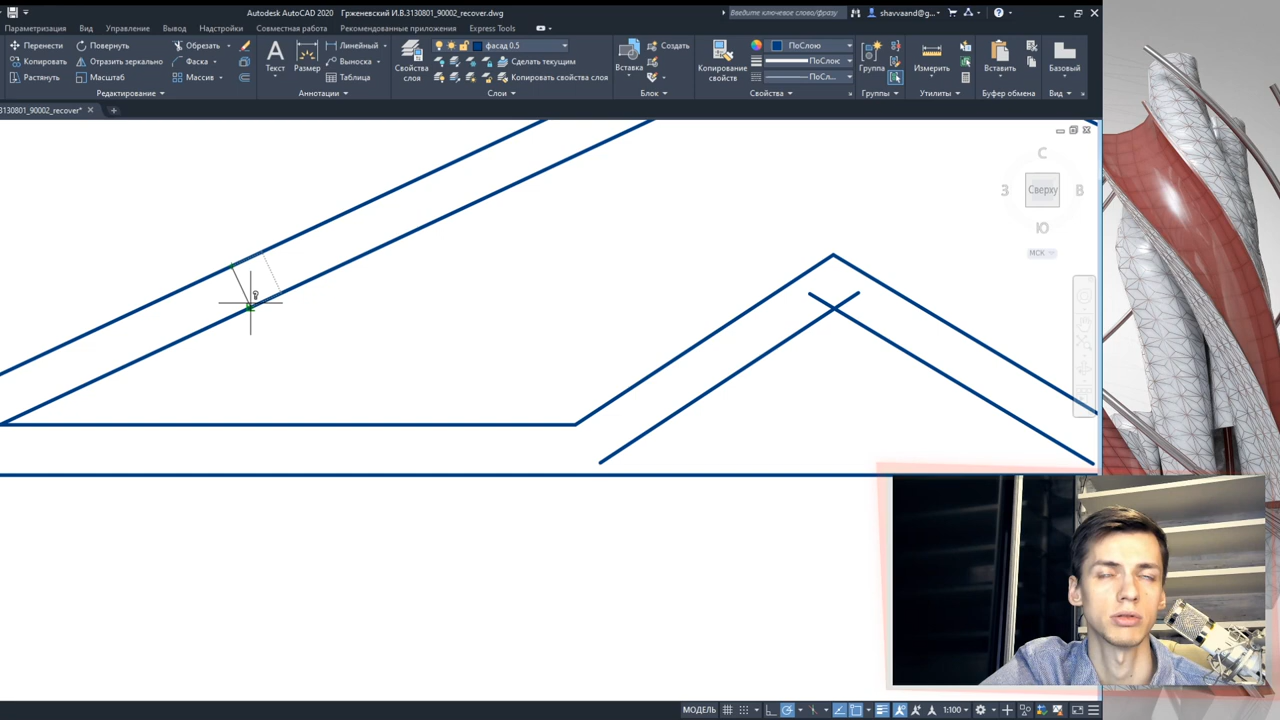 Autodesk AutoCAD 2020 Грженевский И.В.3130801_90002_recover.dwg
Введите ключевое слово/фразу
shavvaand@g...
Параметризация Вид Управление Вывод Надстройки Совместная работа Рекомендованные приложения Express Tools
Перенести Повернуть Обрезать
Копировать Отразить зеркально Фаска
Растянуть Масштаб Массив
Редактирование
Текст Размер
Линейный
Выноска
Таблица
Аннотации
Свойства слоя
фасад 0.5
Сделать текущим
Копировать свойства слоя
Слои
Вставка
Создать
Блок
Копирование свойств
ПоСлою
ПоСлою
ПоСл...
Свойства
Группа
Группы
Измерить
Утилиты
Вставить
Буфер обмена
Базовый
Вид
3130801_90002_recover*
С
З Сверху В
Ю
МСК
МОДЕЛЬ 1:100